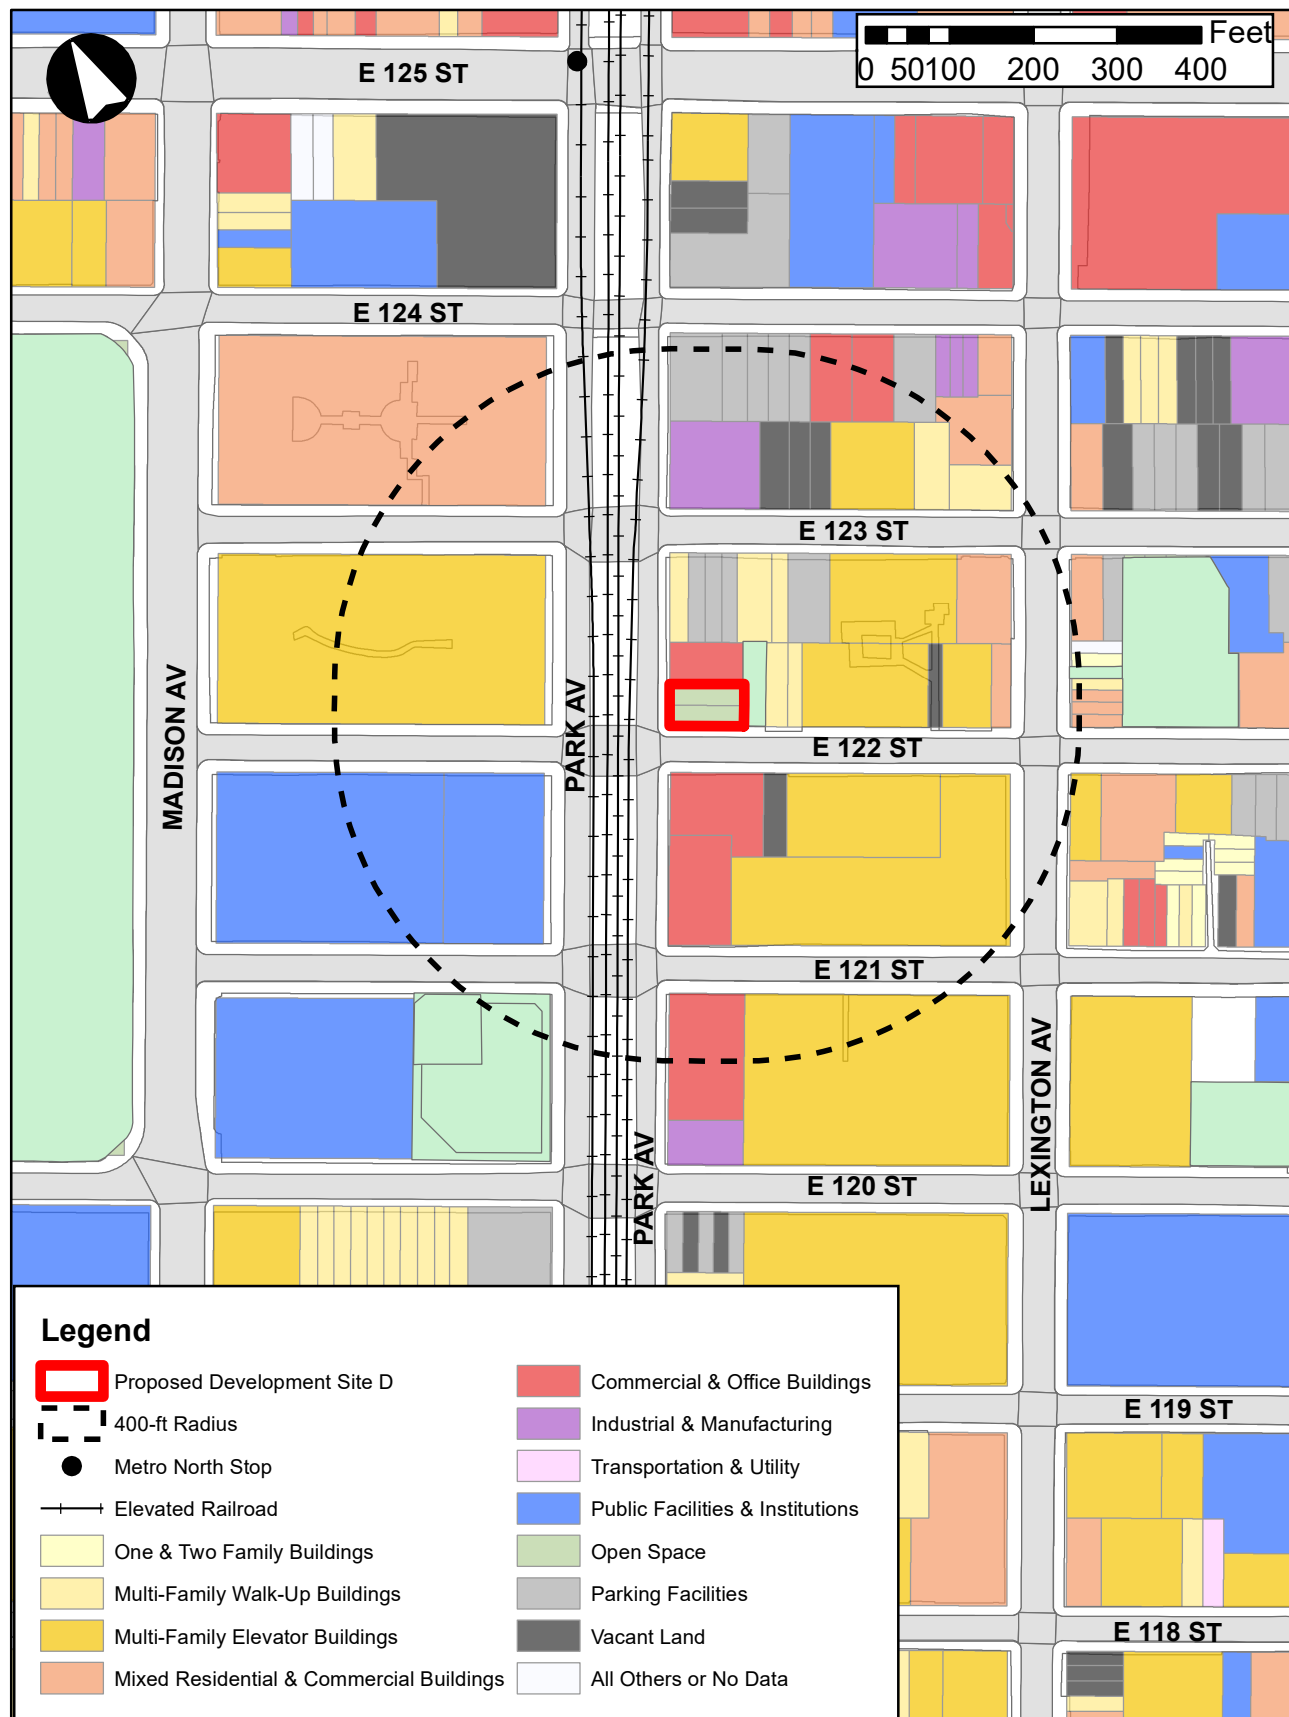 Feet
0 50 100 200 300 400
E 125 ST
E 124 ST
E 123 ST
MADISON AV
PARK AV
E 122 ST
E 121 ST
LEXINGTON AV
PARK AV
E 120 ST
E 119 ST
E 118 ST
Legend
Proposed Development Site D
400-ft Radius
Metro North Stop
Elevated Railroad
One & Two Family Buildings
Multi-Family Walk-Up Buildings
Multi-Family Elevator Buildings
Mixed Residential & Commercial Buildings
Commercial & Office Buildings
Industrial & Manufacturing
Transportation & Utility
Public Facilities & Institutions
Open Space
Parking Facilities
Vacant Land
All Others or No Data